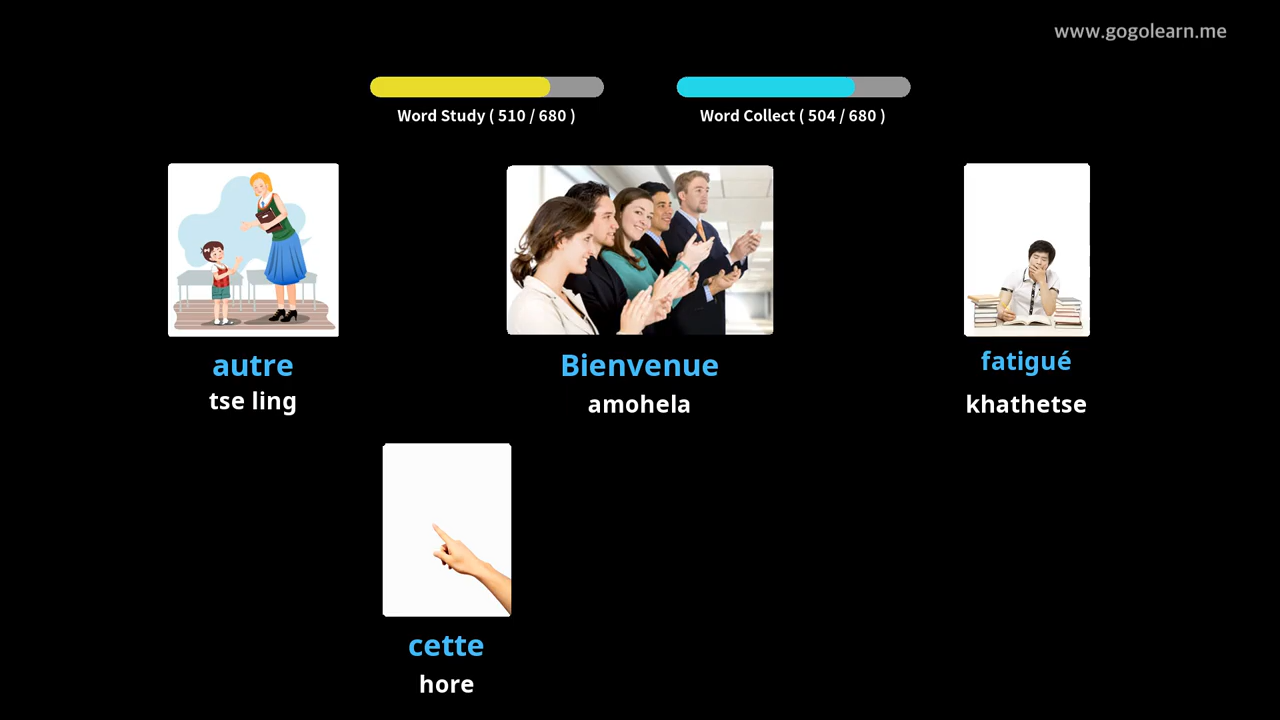 www.gogolearn.me
Word Study ( 510 / 680 )
Word Collect ( 504 / 680 )
autre
tse ling
Bienvenue
amohela
fatigué
khathetse
cette
hore